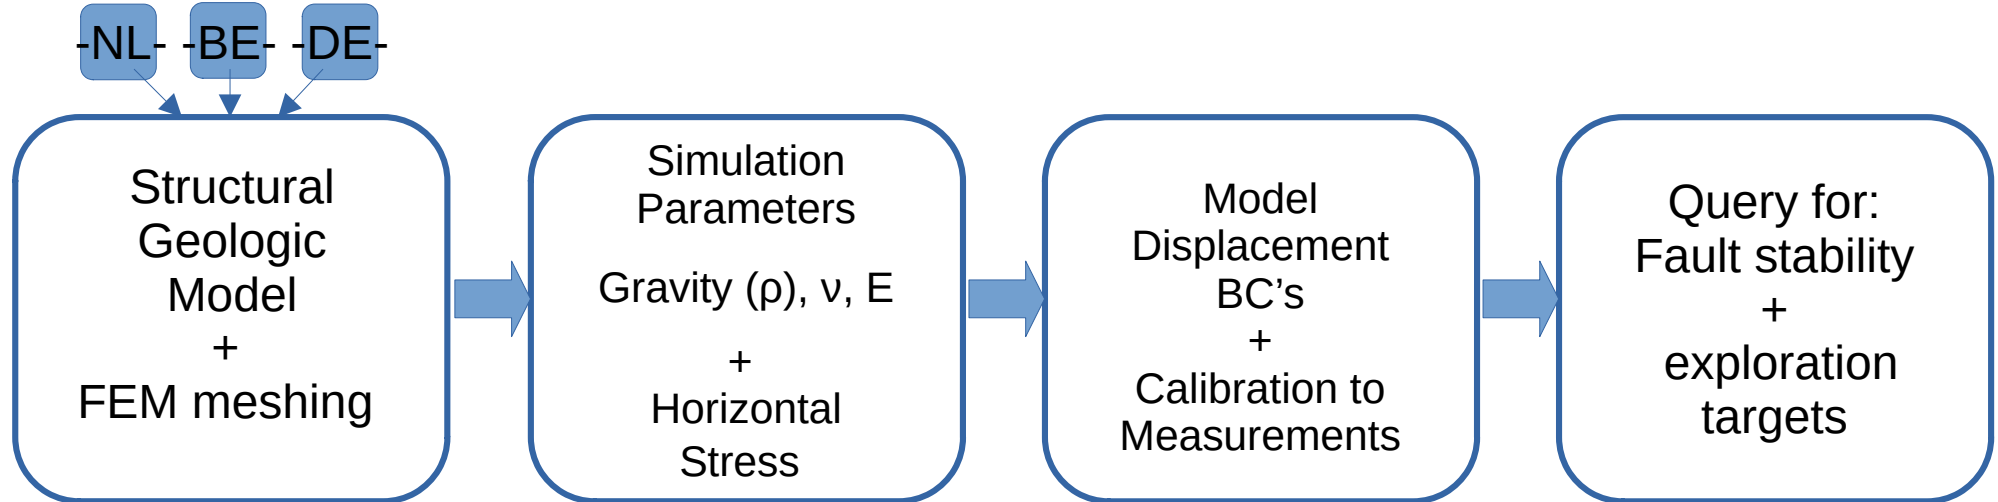 -NL- -BE- -DE-
Structural
Geologic
Model
+
FEM meshing
Simulation
Parameters
Gravity (ρ), ν, E
+
Horizontal
Stress
Model
Displacement
BC’s
+
Calibration to
Measurements
Query for:
Fault stability
+
exploration
targets